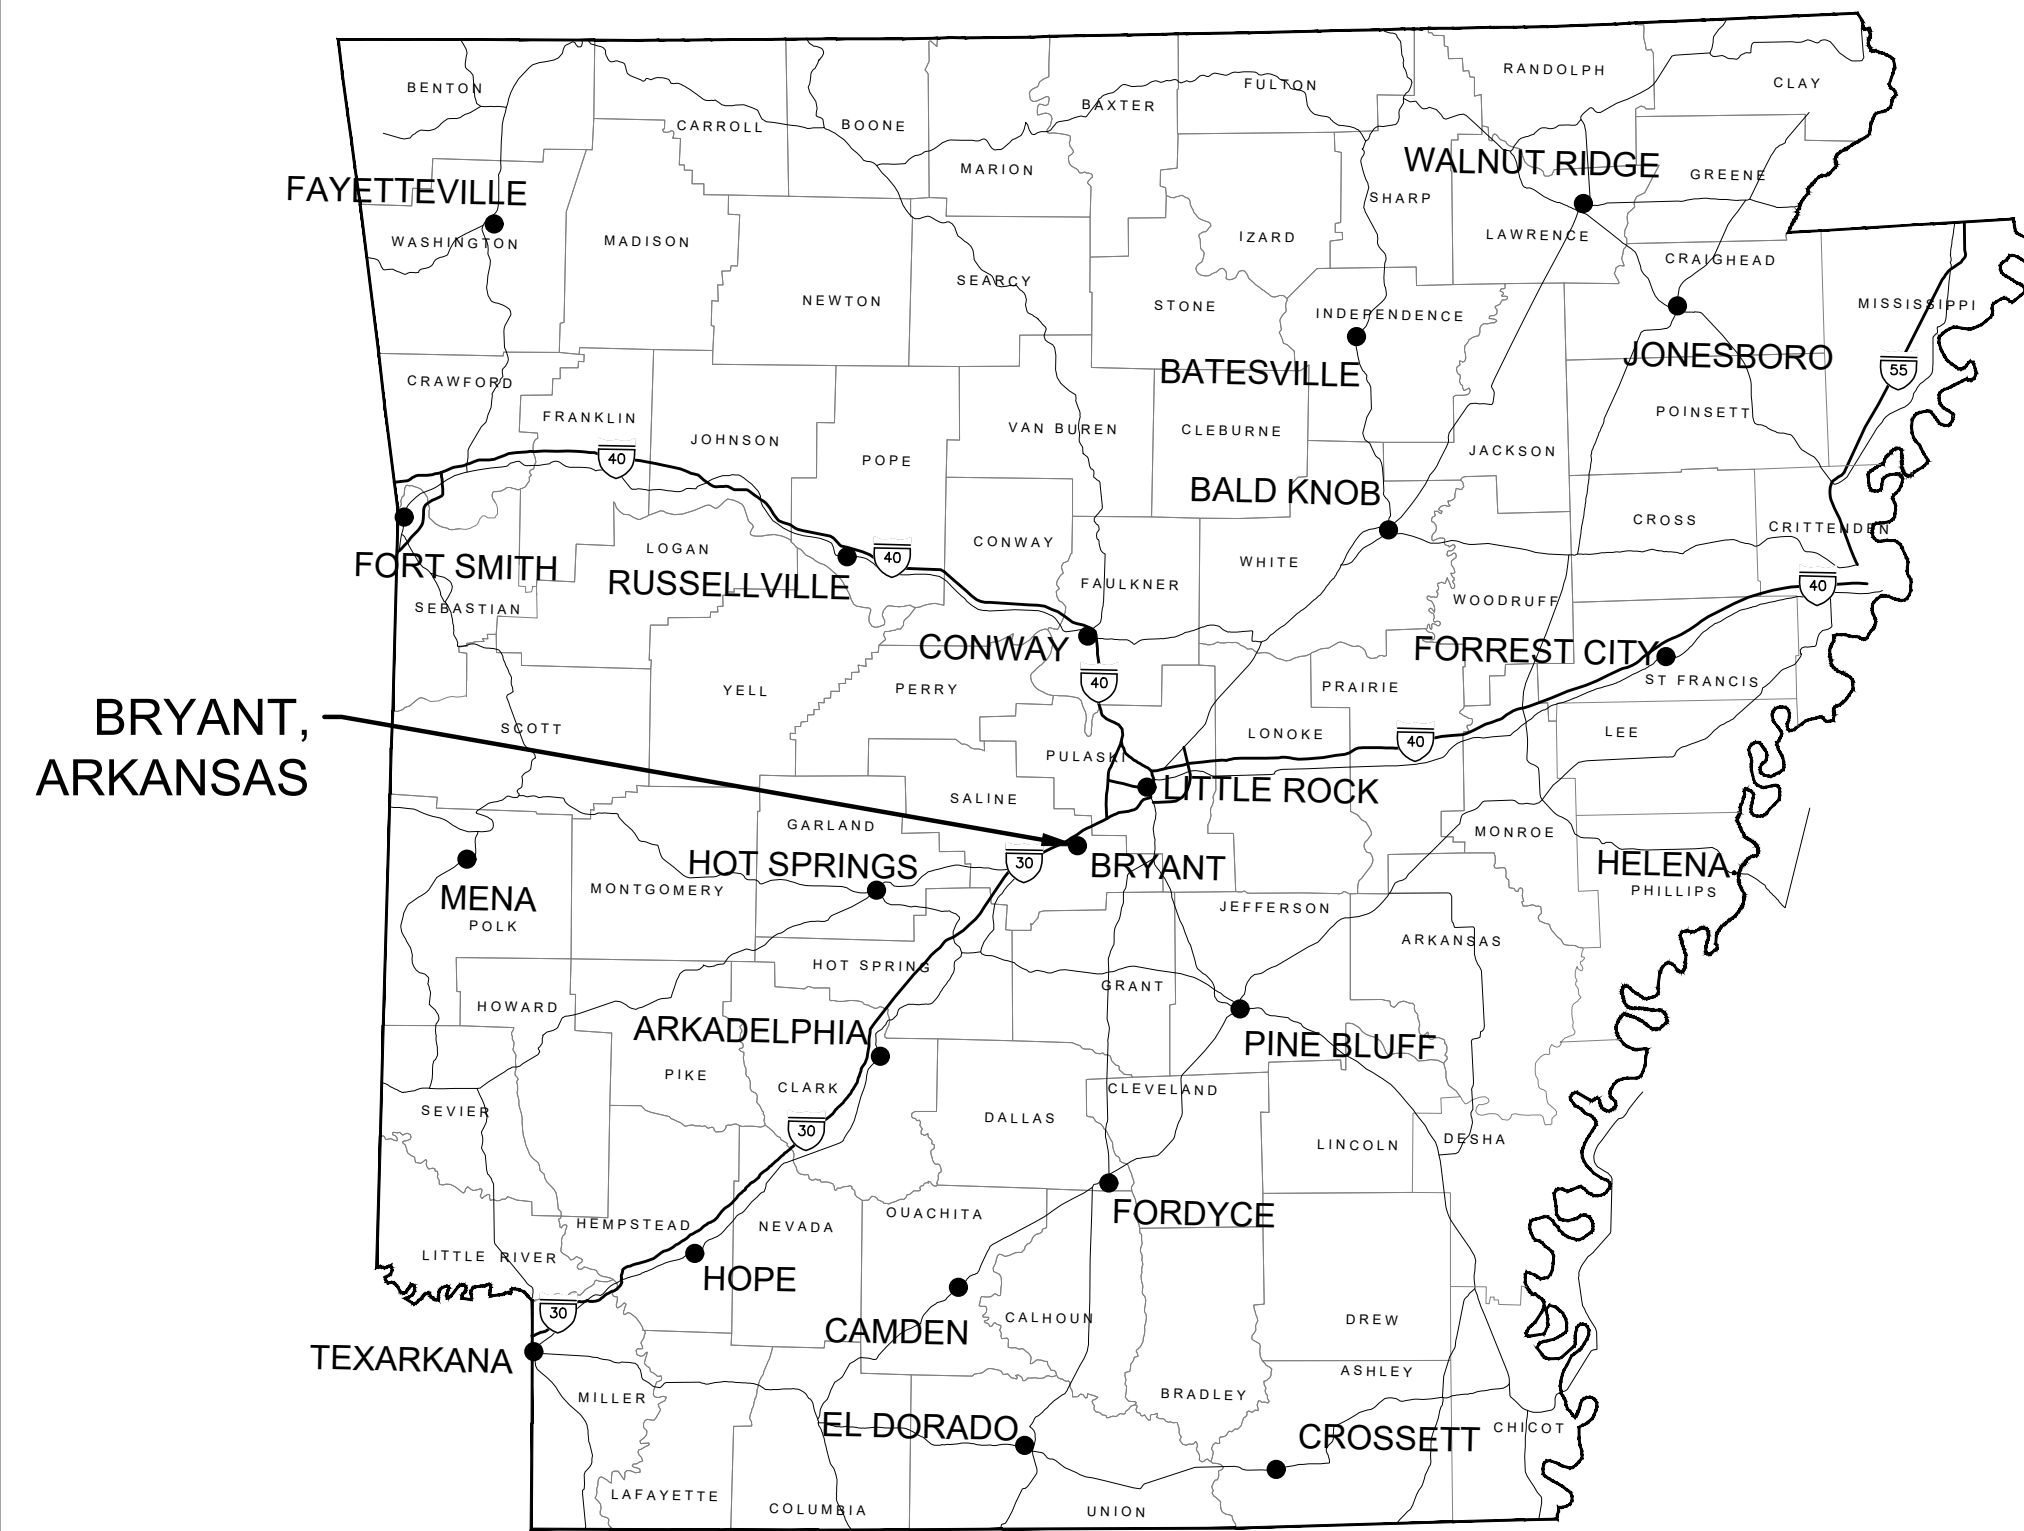 RANDOLPH
BENTON
FULTON
CLAY
BAXTER
CARROLL
BOONE
MARION
WALNUT RIDGE
GREENE
FAYETTEVILLE
SHARP
WASHINGTON
MADISON
IZARD
LAWRENCE
CRAIGHEAD
SEARCY
NEWTON
STONE
INDEPENDENCE
MISSISSIPPI
JONESBORO
BATESVILLE
55
CRAWFORD
FRANKLIN
POINSETT
JOHNSON
VAN BUREN
CLEBURNE
JACKSON
40
POPE
BALD KNOB
CROSS
CRITTENDEN
LOGAN
CONWAY
40
WHITE
FORT SMITH
RUSSELLVILLE
FAULKNER
40
SEBASTIAN
WOODRUFF
CONWAY
FORREST CITY
40
YELL
PERRY
PRAIRIE
ST FRANCIS
BRYANT,
ARKANSAS
SCOTT
LONOKE
40
LEE
PULASKI
LITTLE ROCK
SALINE
GARLAND
MONROE
HOT SPRINGS
30
BRYANT
HELENA
MENA
MONTGOMERY
PHILLIPS
POLK
JEFFERSON
ARKANSAS
HOT SPRING
GRANT
HOWARD
ARKADELPHIA
PINE BLUFF
PIKE
CLARK
CLEVELAND
SEVIER
DALLAS
30
LINCOLN
DESHA
FORDYCE
HEMPSTEAD
NEVADA
OUACHITA
LITTLE RIVER
HOPE
30
CALHOUN
DREW
CAMDEN
TEXARKANA
ASHLEY
MILLER
BRADLEY
EL DORADO
CROSSETT
CHICOT
LAFAYETTE
COLUMBIA
UNION